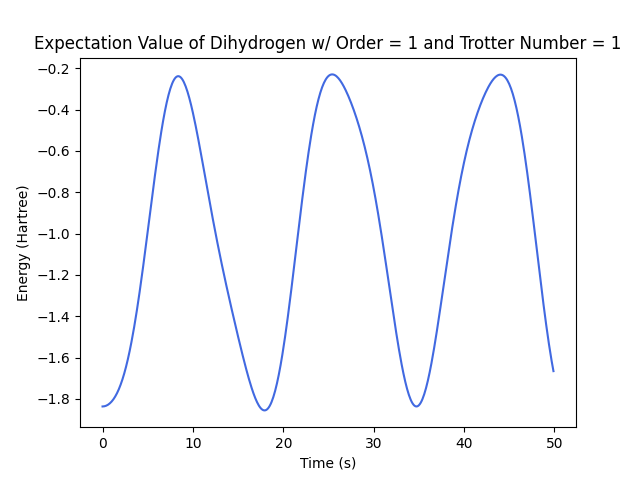 Expectation Value of Dihydrogen w/ Order = 1 and Trotter Number = 1
−0.2
−0.4
−0.6
−0.8
−1.0
−1.2
−1.4
−1.6
−1.8
Energy (Hartree)
0 10 20 30 40 50
Time (s)